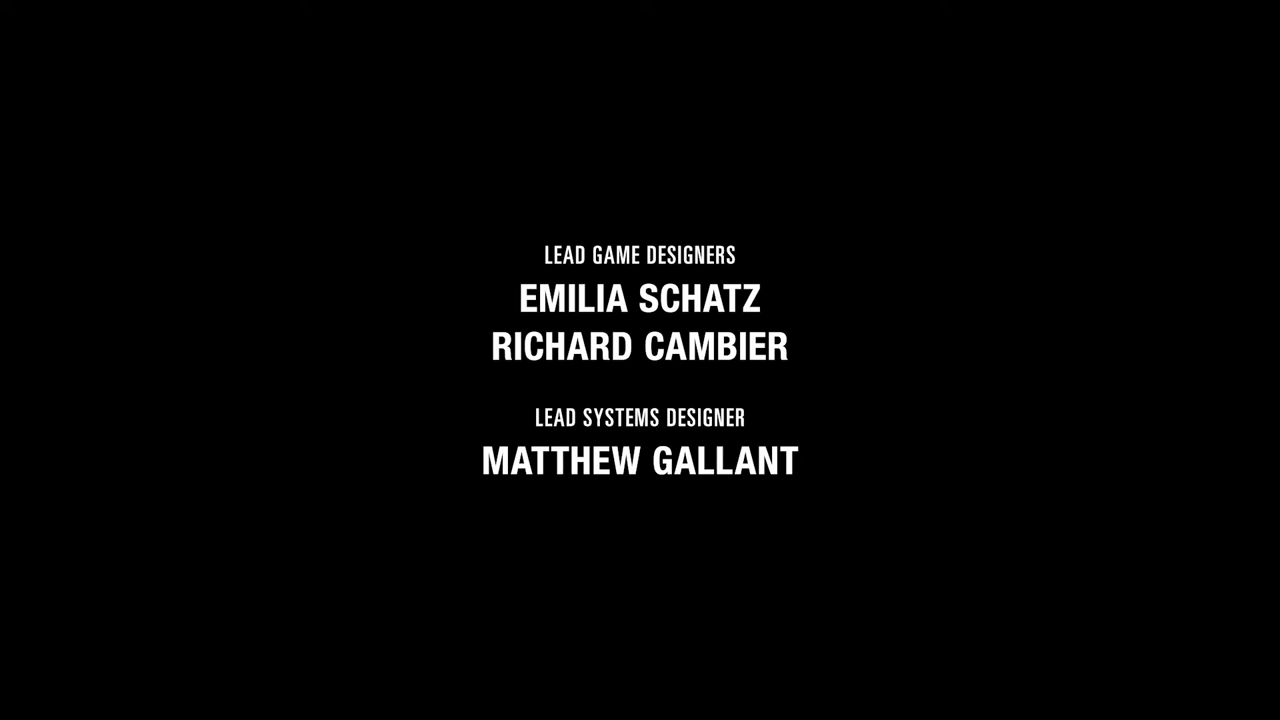 LEAD GAME DESIGNERS
EMILIA SCHATZ
RICHARD CAMBIER
LEAD SYSTEMS DESIGNER
MATTHEW GALLANT